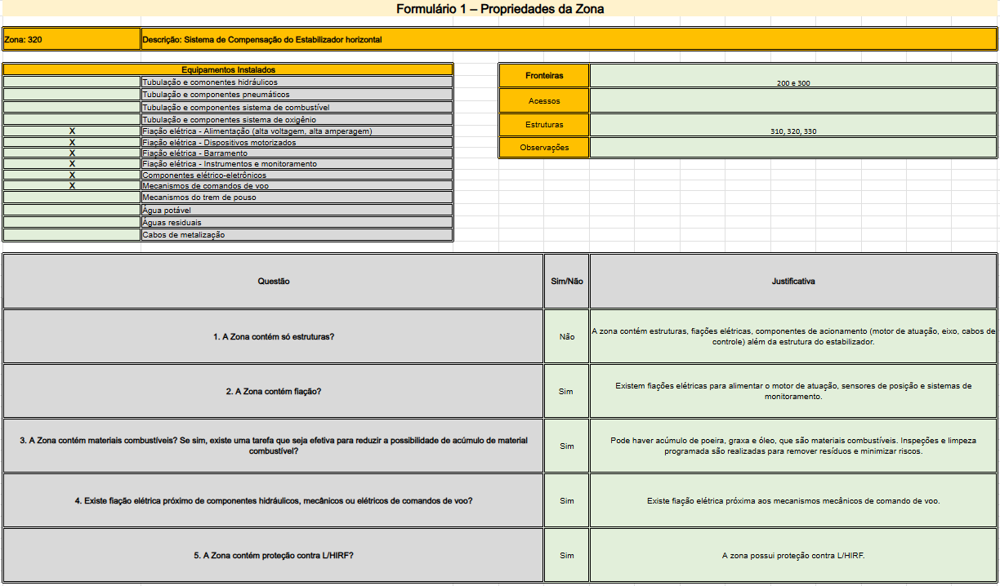 Formulário 1 – Propriedades da Zona
Zona: 320
Descrição: Sistema de Compensação do Estabilizador horizontal
Equipamentos Instalados
Tubulação e comonentes hidráulicos
Tubulação e componentes pneumáticos
Tubulação e componentes sistema de combustível
Tubulação e componentes sistema de oxigênio
X Fiação elétrica - Alimentação (alta voltagem, alta amperagem)
X Fiação elétrica - Dispositivos motorizados
X Fiação elétrica - Barramento
X Fiação elétrica - Instrumentos e monitoramento
X Componentes elétrico-eletrônicos
X Mecanismos de comandos de voo
Mecanismos do trem de pouso
Água potável
Águas residuais
Cabos de metalização
Fronteiras
200 e 300
Acessos
Estruturas
310, 320, 330
Observações
Questão
Sim/Não
Justificativa
1. A Zona contém só estruturas?
Não
A zona contém estruturas, fiações elétricas, componentes de acionamento (motor de atuação, eixo, cabos de
controle) além da estrutura do estabilizador.
2. A Zona contém fiação?
Sim
Existem fiações elétricas para alimentar o motor de atuação, sensores de posição e sistemas de
monitoramento.
3. A Zona contém materiais combustíveis? Se sim, existe uma tarefa que seja efetiva para reduzir a possibilidade de acúmulo de material
combustível?
Sim
Pode haver acúmulo de poeira, graxa e óleo, que são materiais combustíveis. Inspeções e limpeza
programada são realizadas para remover resíduos e minimizar riscos.
4. Existe fiação elétrica próximo de componentes hidráulicos, mecânicos ou elétricos de comandos de voo?
Sim
Existe fiação elétrica próxima aos mecanismos mecânicos de comando de voo.
5. A Zona contém proteção contra L/HIRF?
Sim
A zona possui proteção contra L/HIRF.